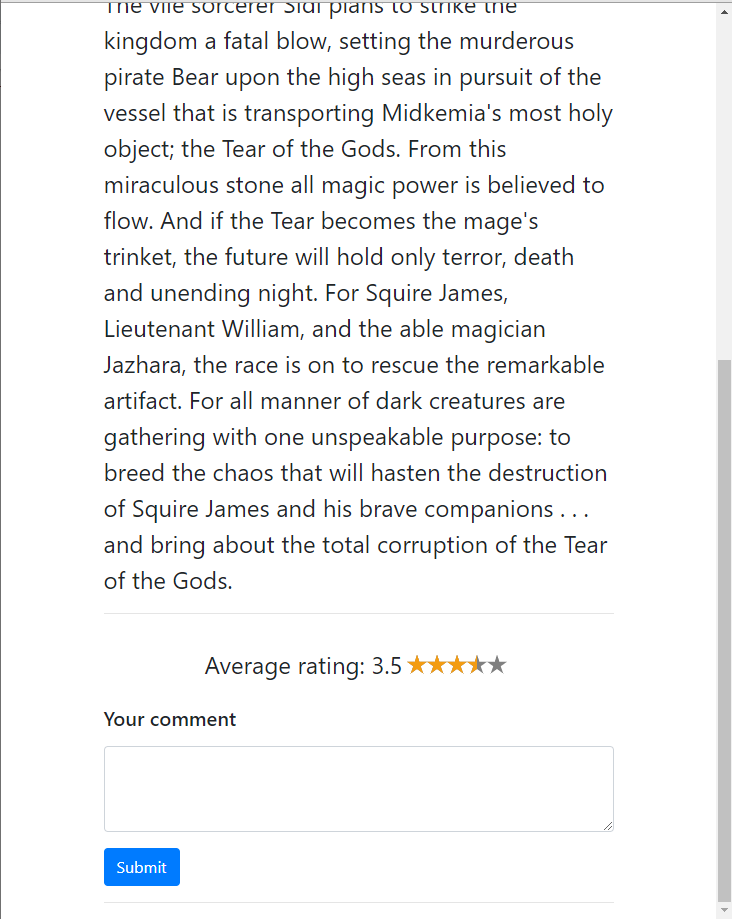 The vile sorcerer Sidi plans to strike the
kingdom a fatal blow, setting the murderous
pirate Bear upon the high seas in pursuit of the
vessel that is transporting Midkemia's most holy
object; the Tear of the Gods. From this
miraculous stone all magic power is believed to
flow. And if the Tear becomes the mage's
trinket, the future will hold only terror, death
and unending night. For Squire James,
Lieutenant William, and the able magician
Jazhara, the race is on to rescue the remarkable
artifact. For all manner of dark creatures are
gathering with one unspeakable purpose: to
breed the chaos that will hasten the destruction
of Squire James and his brave companions . . .
and bring about the total corruption of the Tear
of the Gods.
Average rating: 3.5
Your comment
Submit